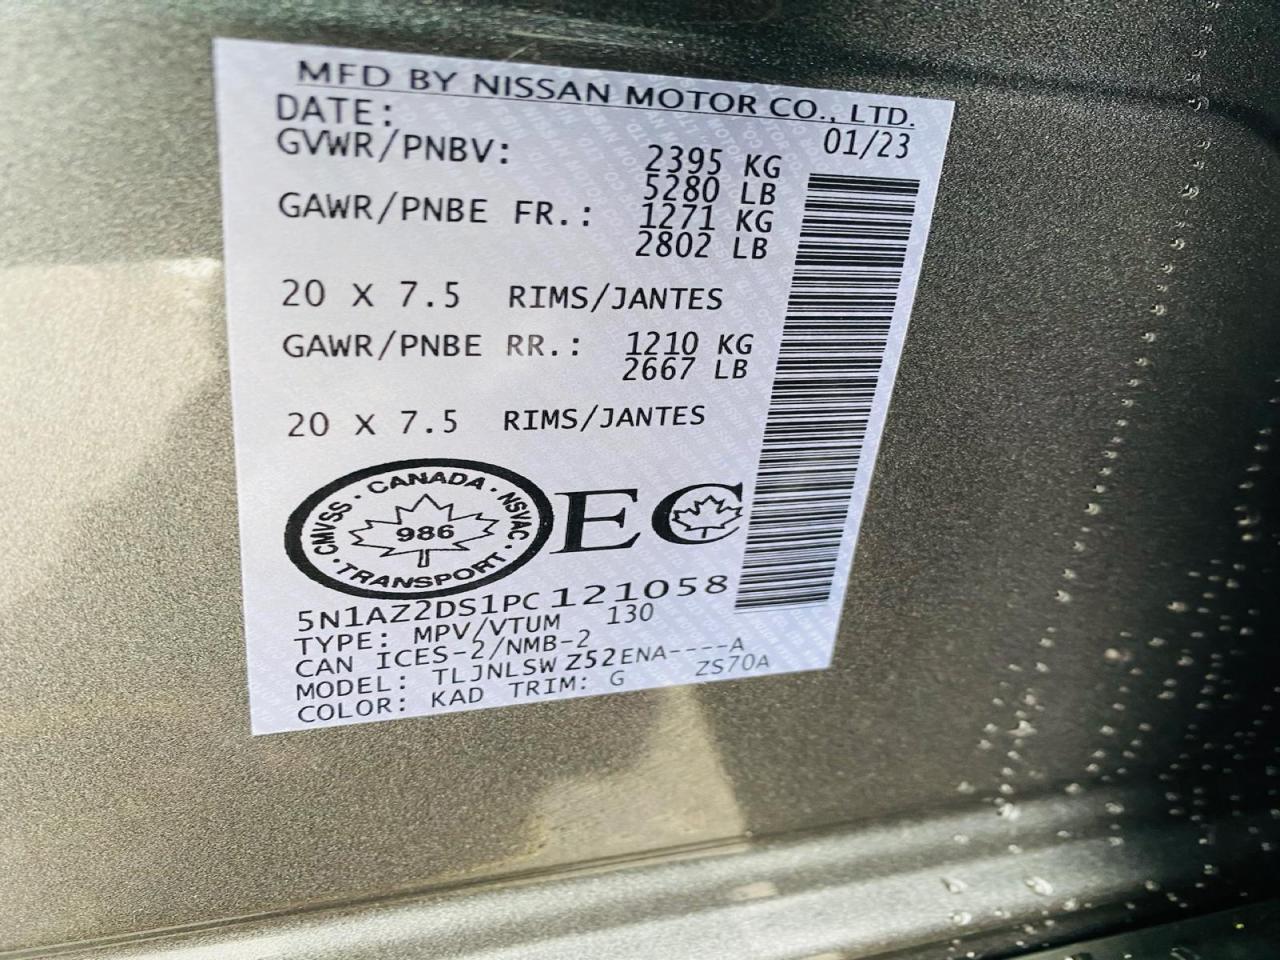 MFD BY NISSAN MOTOR CO., LTD.
DATE: 01/23
GVWR/PNBV: 2395 KG
5280 LB
GAWR/PNBE FR.: 1271 KG
2802 LB
20 X 7.5 RIMS/JANTES
GAWR/PNBE RR.: 1210 KG
2667 LB
20 X 7.5 RIMS/JANTES
CANADA · NSVAC · TRANSPORT · CMVSS ·
986
EC
5N1AZ2DS1PC121058
TYPE: MPV/VTUM 130
CAN ICES-2/NMB-2
MODEL: TLJNLSW Z52ENA----A
COLOR: KAD TRIM: G ZS70A